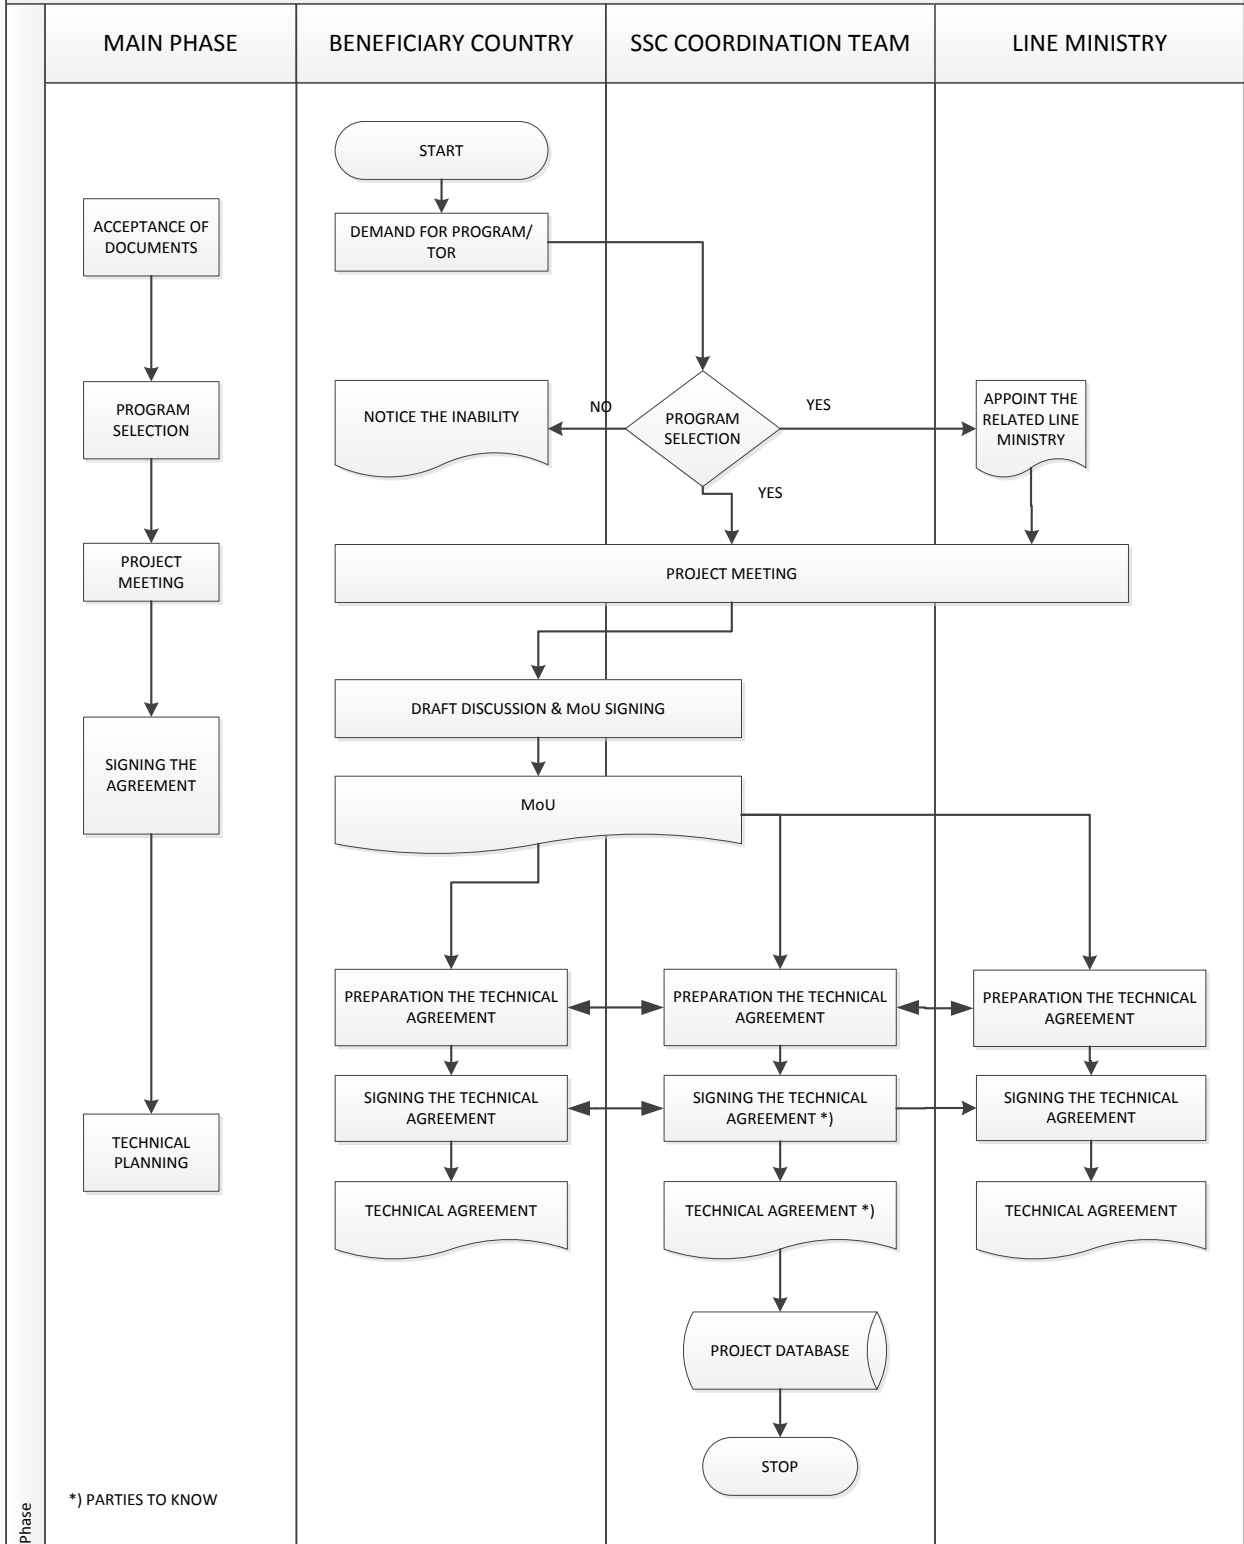 MAIN PHASE
BENEFICIARY COUNTRY
SSC COORDINATION TEAM
LINE MINISTRY
START
ACCEPTANCE OF
DOCUMENTS
DEMAND FOR PROGRAM/
TOR
PROGRAM
SELECTION
NOTICE THE INABILITY
NO
PROGRAM
SELECTION
YES
APPOINT THE
RELATED LINE
MINISTRY
YES
PROJECT
MEETING
PROJECT MEETING
DRAFT DISCUSSION & MoU SIGNING
SIGNING THE
AGREEMENT
MoU
PREPARATION THE TECHNICAL
AGREEMENT
PREPARATION THE TECHNICAL
AGREEMENT
PREPARATION THE TECHNICAL
AGREEMENT
SIGNING THE TECHNICAL
AGREEMENT
SIGNING THE TECHNICAL
AGREEMENT *)
SIGNING THE TECHNICAL
AGREEMENT
TECHNICAL
PLANNING
TECHNICAL AGREEMENT
TECHNICAL AGREEMENT *)
TECHNICAL AGREEMENT
PROJECT DATABASE
STOP
*) PARTIES TO KNOW
Phase